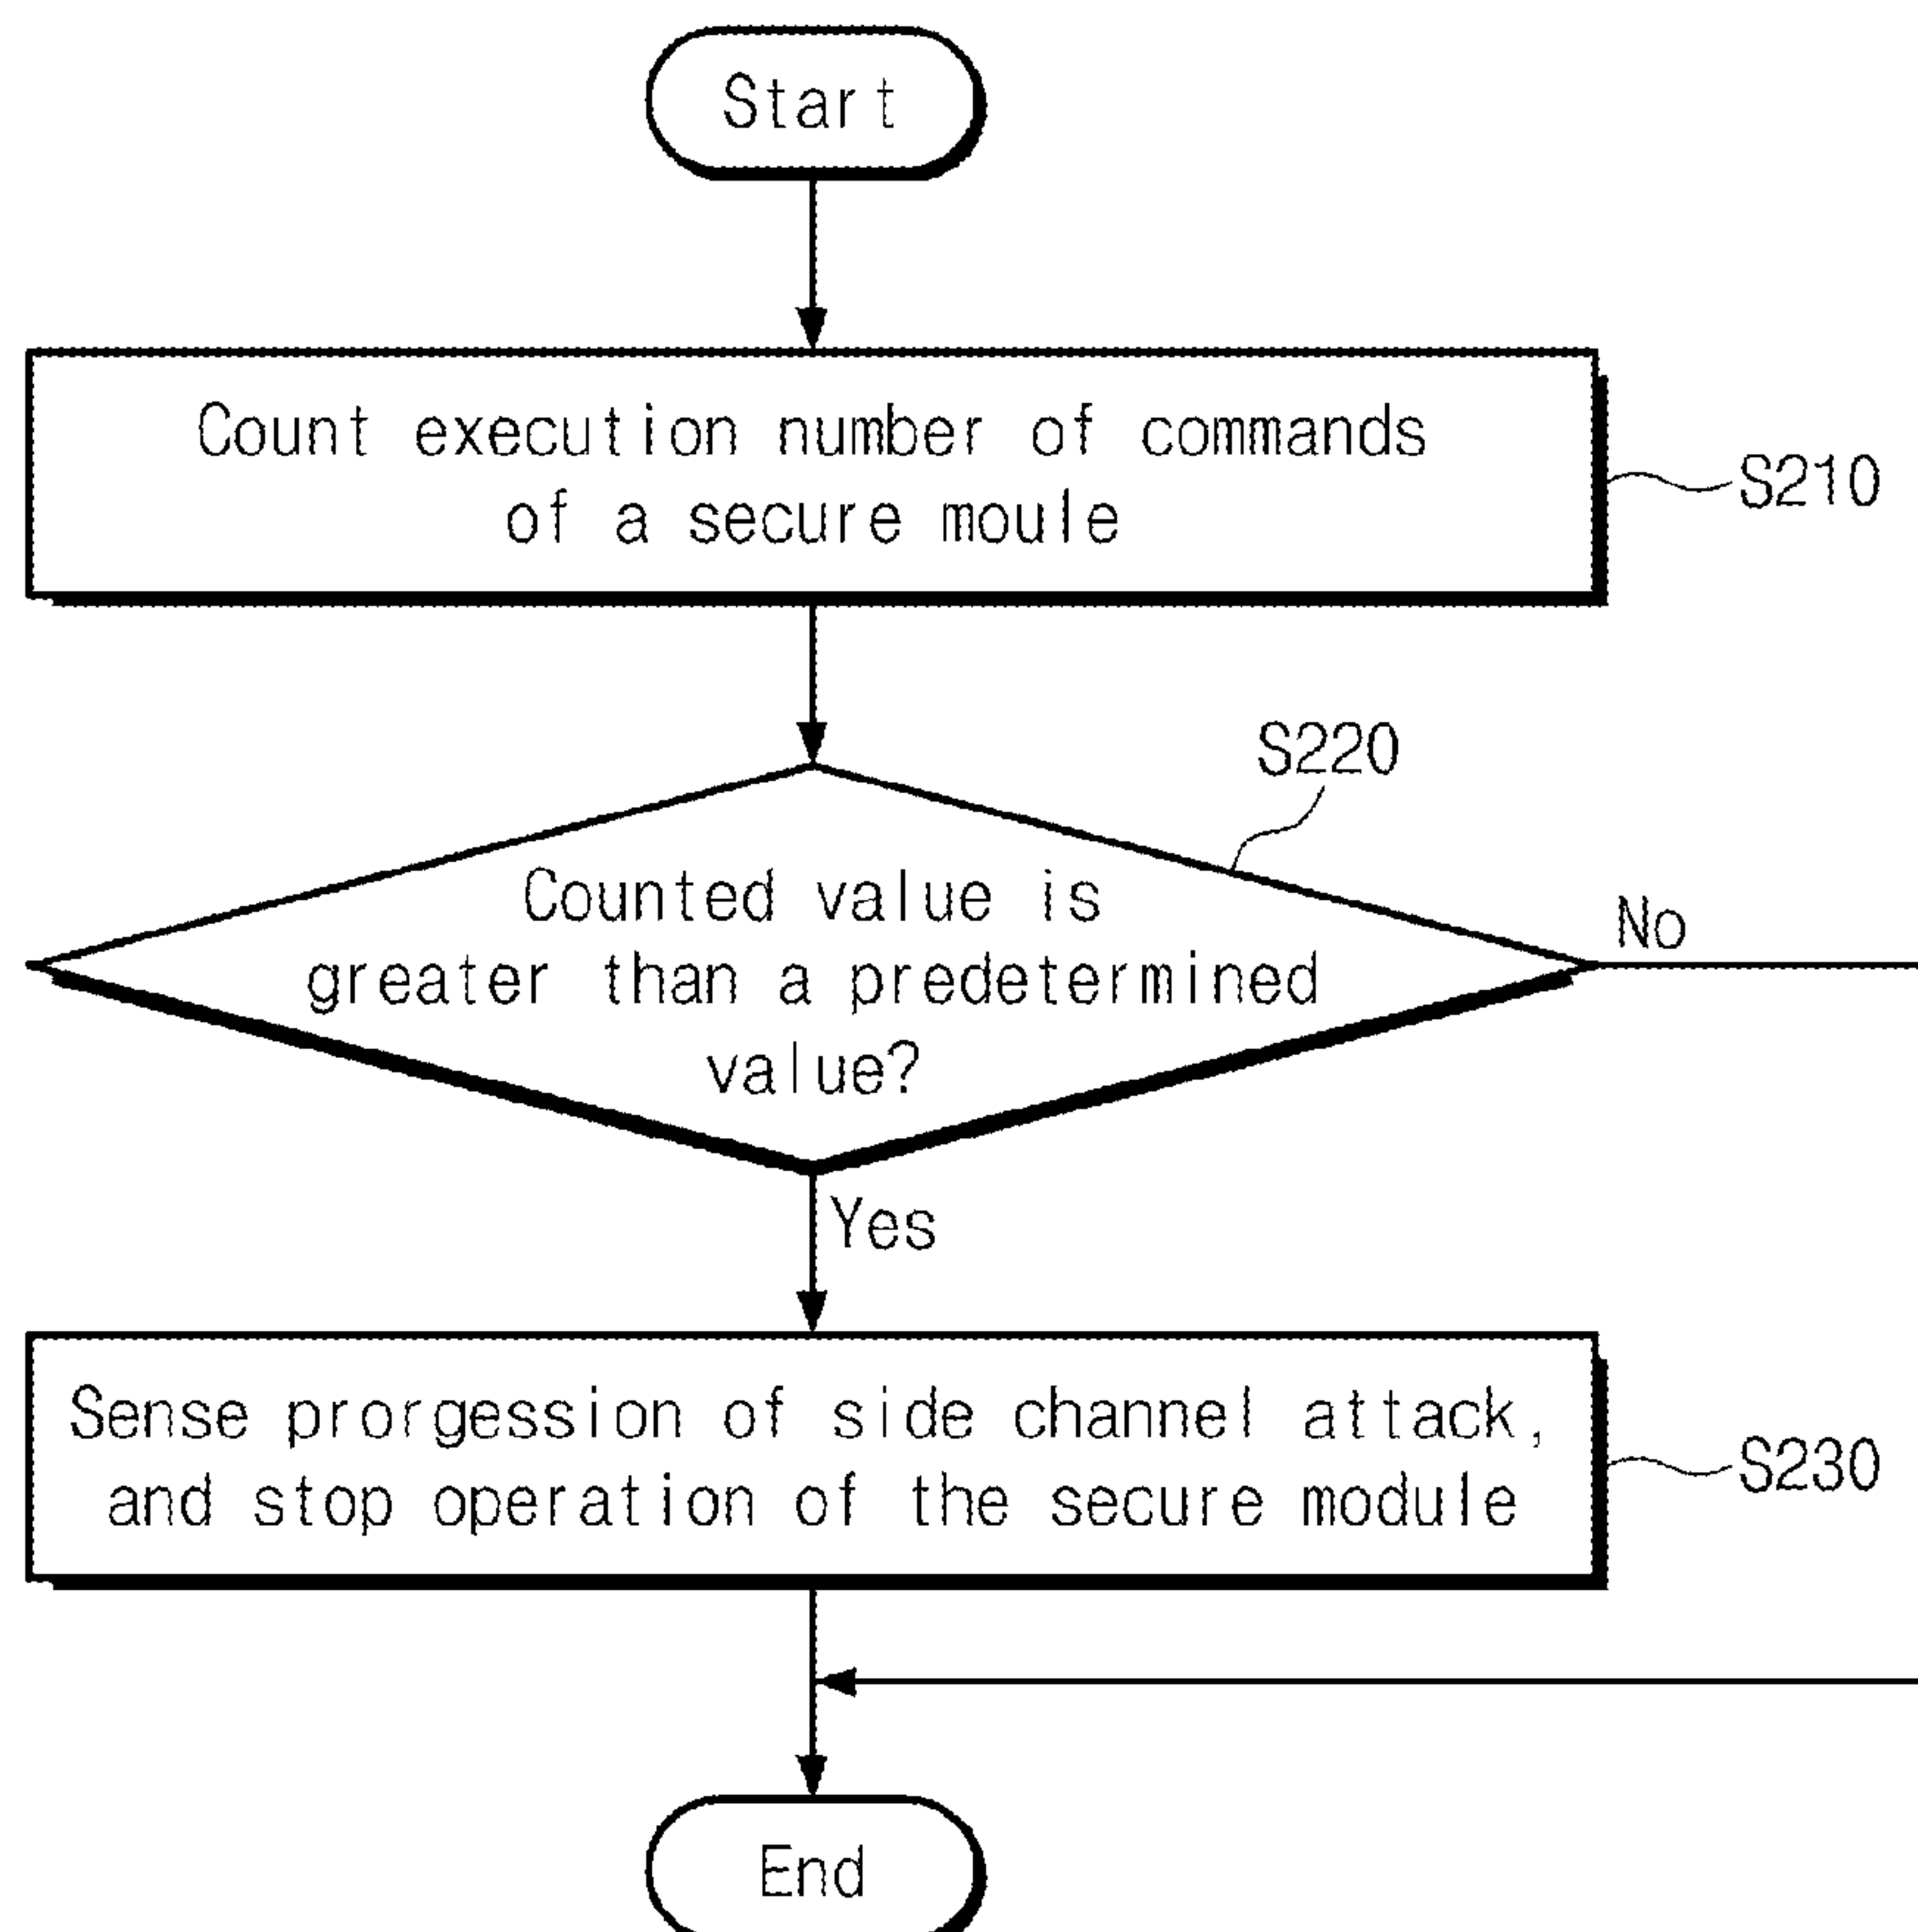 Start
Count execution number of commands
of a secure moule
S210
S220
Counted value is
greater than a predetermined
value?
No
Yes
Sense prorgession of side channel attack,
and stop operation of the secure module
S230
End